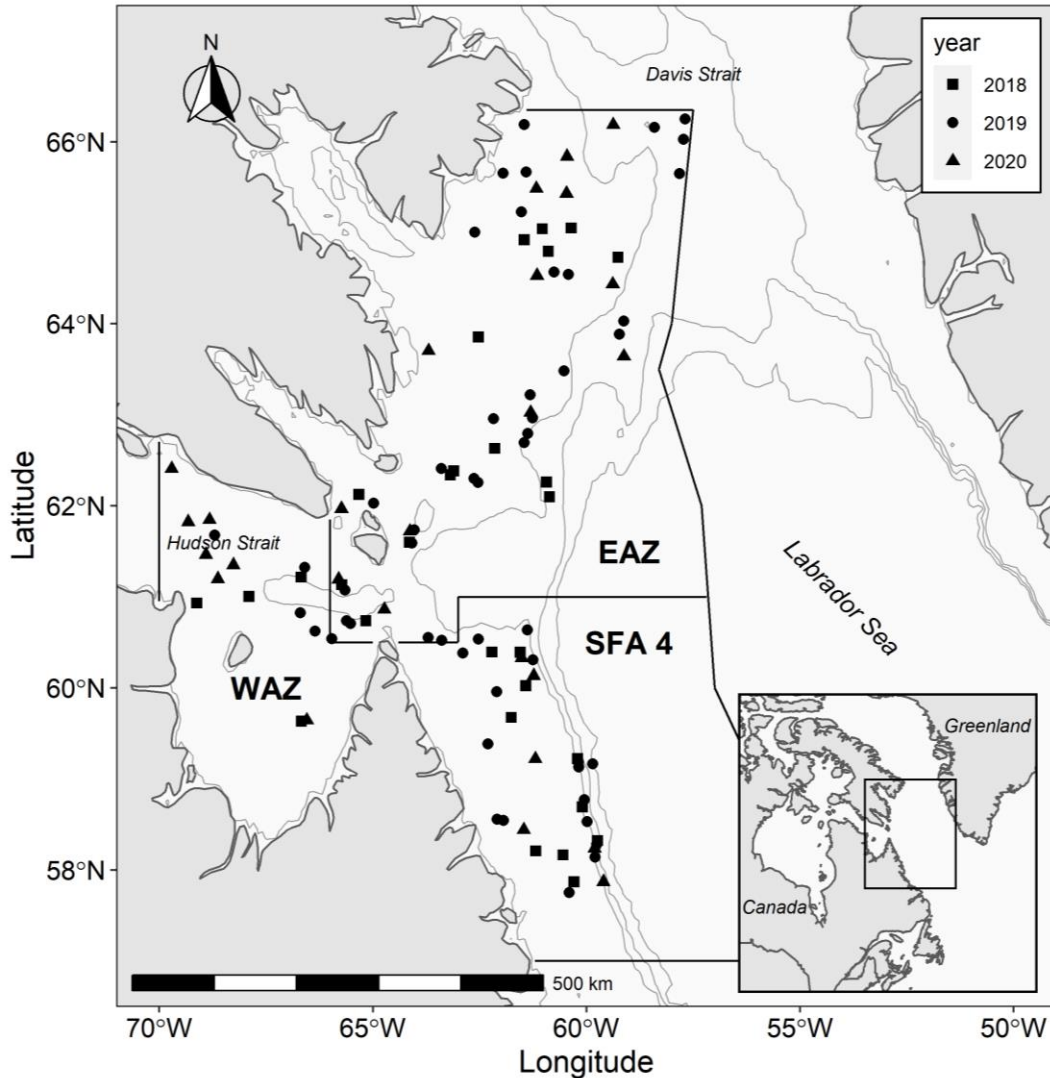 N
Davis Strait
year
2018
2019
2020
66°N
64°N
62°N
60°N
58°N
Latitude
Hudson Strait
EAZ
Labrador Sea
SFA 4
WAZ
Greenland
Canada
500 km
70°W
65°W
60°W
55°W
50°W
Longitude